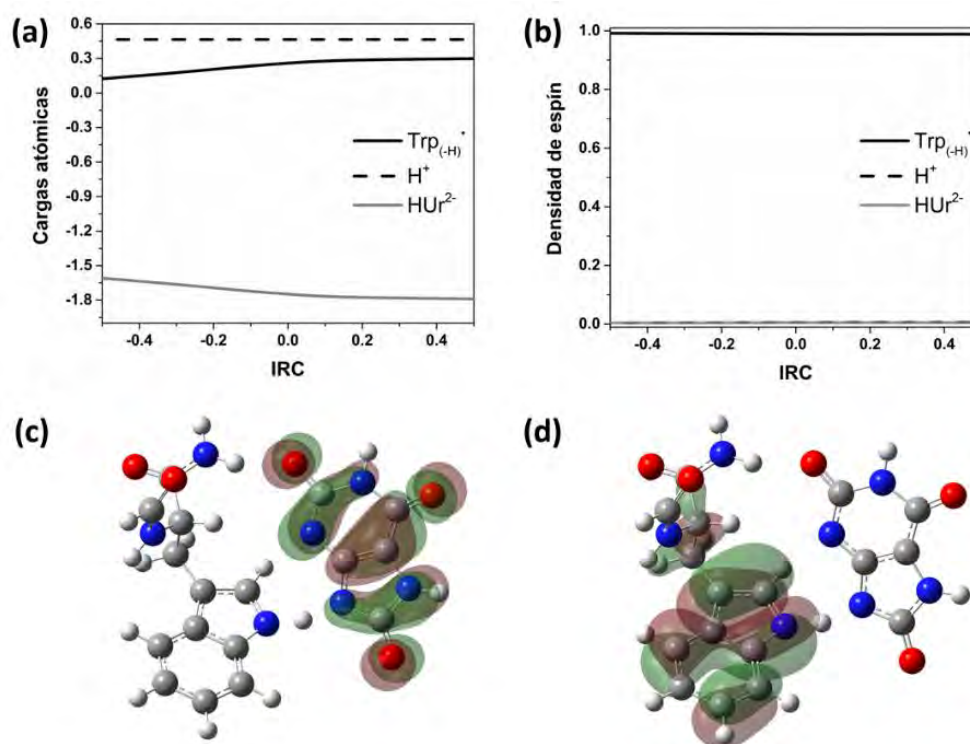 (a)
Cargas atómicas
0.6
0.3
0.0
-0.3
-0.6
-0.9
-1.2
-1.5
-1.8
Trp(-H)•
H+
HUr2-
-0.4 -0.2 0.0 0.2 0.4
IRC
(b)
Densidad de espín
1.0
0.8
0.6
0.4
0.2
0.0
Trp(-H)•
H+
HUr2-
-0.4 -0.2 0.0 0.2 0.4
IRC
(c)
(d)